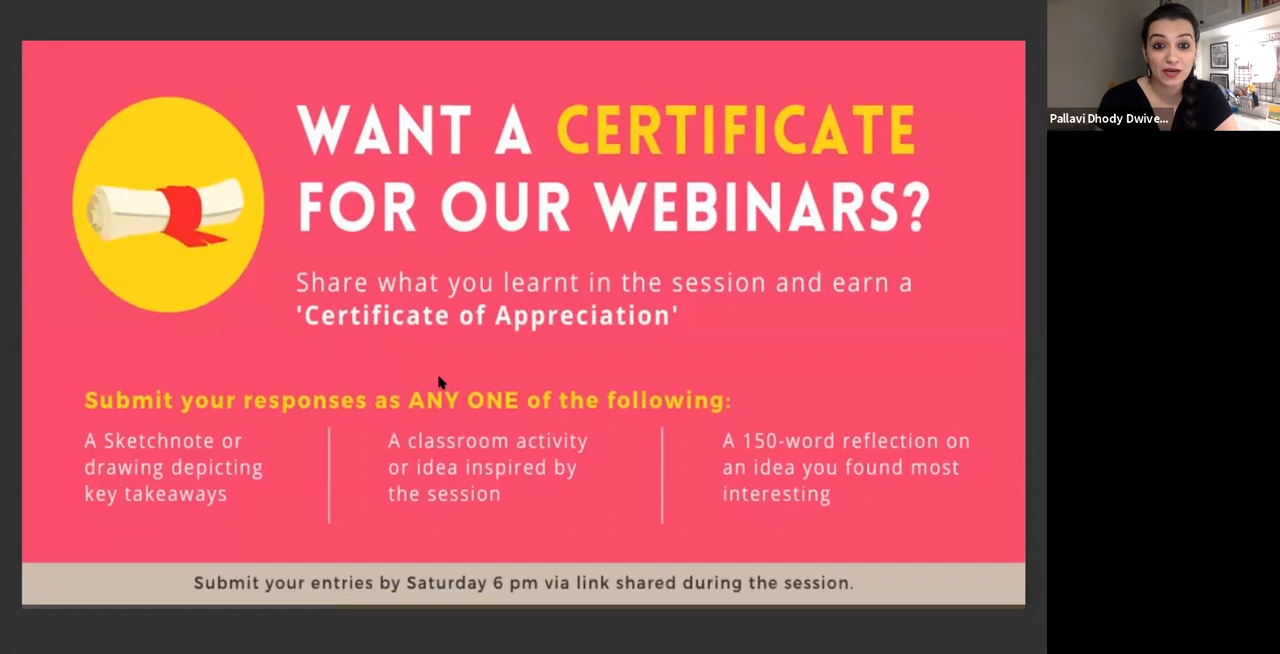 WANT A CERTIFICATE
FOR OUR WEBINARS?
Share what you learnt in the session and earn a
'Certificate of Appreciation'
Submit your responses as ANY ONE of the following:
A Sketchnote or
drawing depicting
key takeaways
A classroom activity
or idea inspired by
the session
A 150-word reflection on
an idea you found most
interesting
Submit your entries by Saturday 6 pm via link shared during the session.
Pallavi Dhody Dwive...